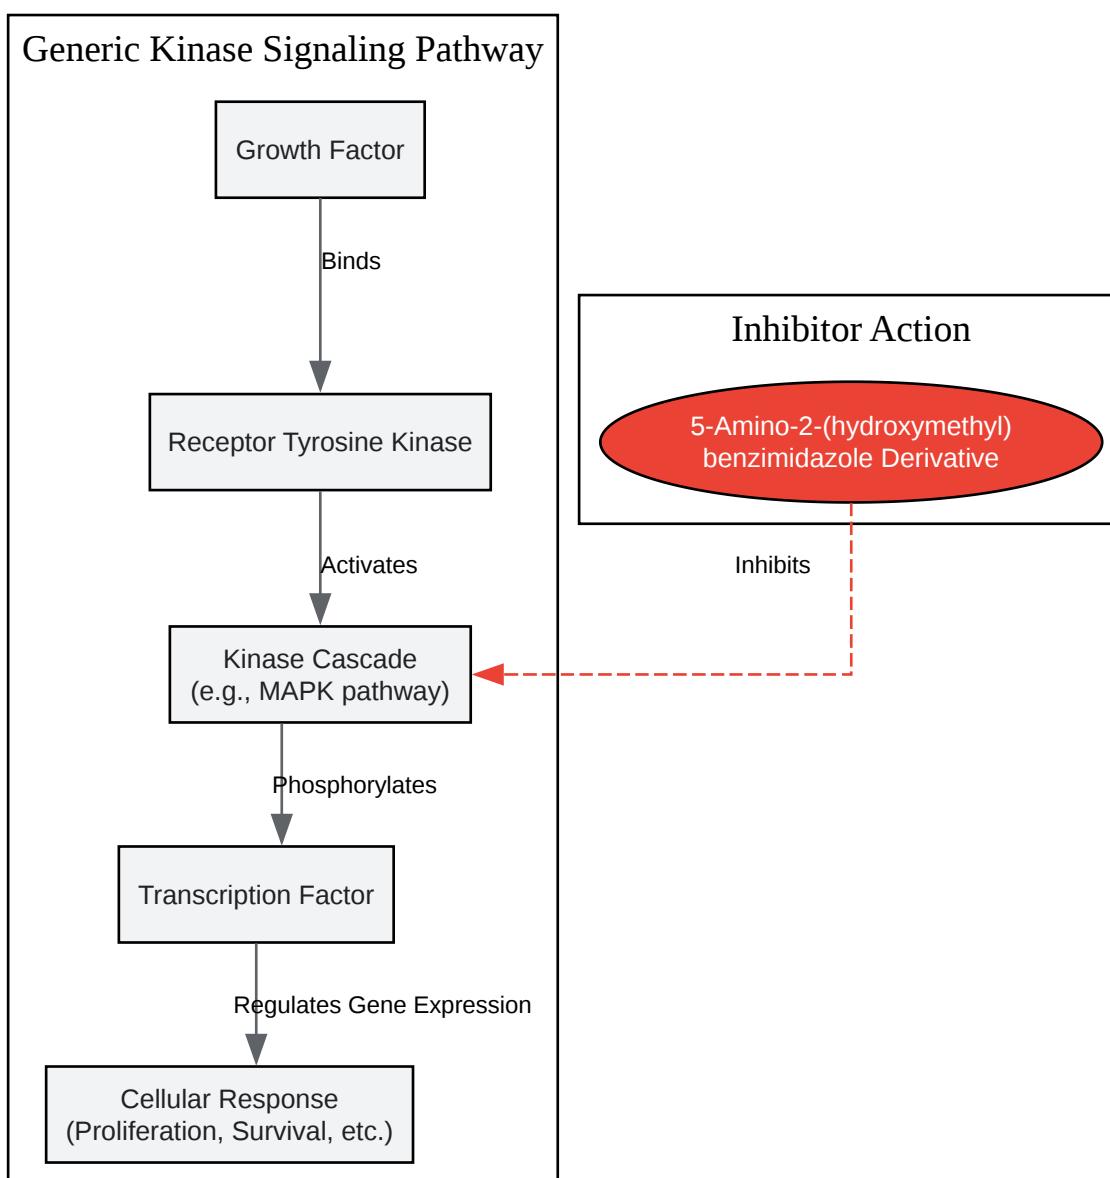 Generic Kinase Signaling Pathway
Growth Factor
Binds
Receptor Tyrosine Kinase
Activates
Kinase Cascade
(e.g., MAPK pathway)
Phosphorylates
Transcription Factor
Regulates Gene Expression
Cellular Response
(Proliferation, Survival, etc.)
Inhibitor Action
5-Amino-2-(hydroxymethyl)
benzimidazole Derivative
Inhibits